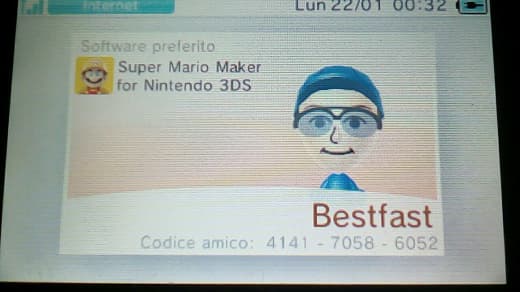 Internet
Lun 22/01 00:32
Software preferito
Super Mario Maker
for Nintendo 3DS
Bestfast
Codice amico: 4141 - 7058 - 6052